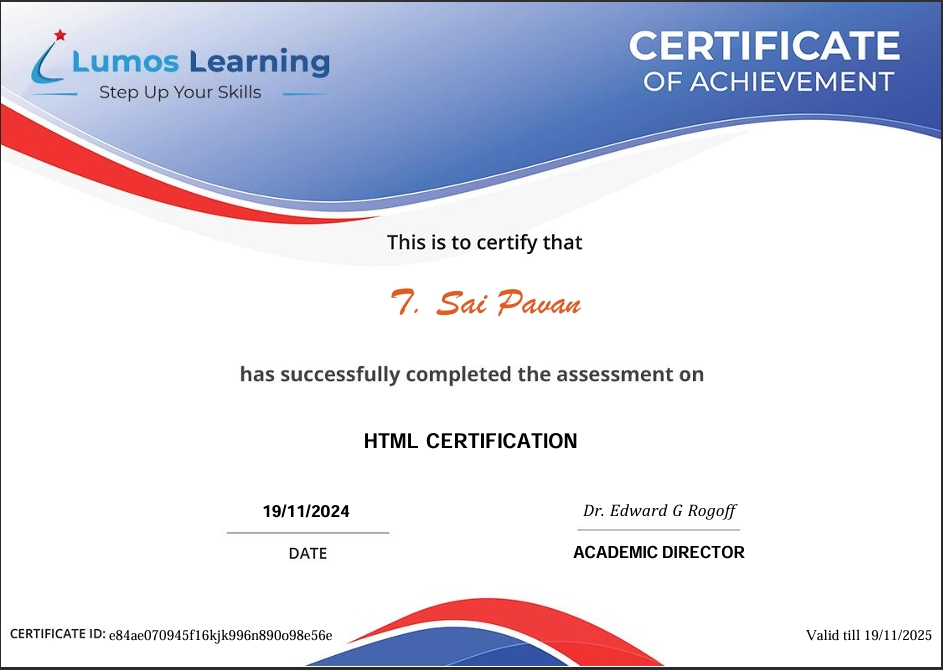 Lumos Learning
Step Up Your Skills
CERTIFICATE
OF ACHIEVEMENT
This is to certify that
T. Sai Pavan
has successfully completed the assessment on
HTML CERTIFICATION
19/11/2024
DATE
Dr. Edward G Rogoff
ACADEMIC DIRECTOR
CERTIFICATE ID: e84ae070945f16kjk996n890o98e56e
Valid till 19/11/2025